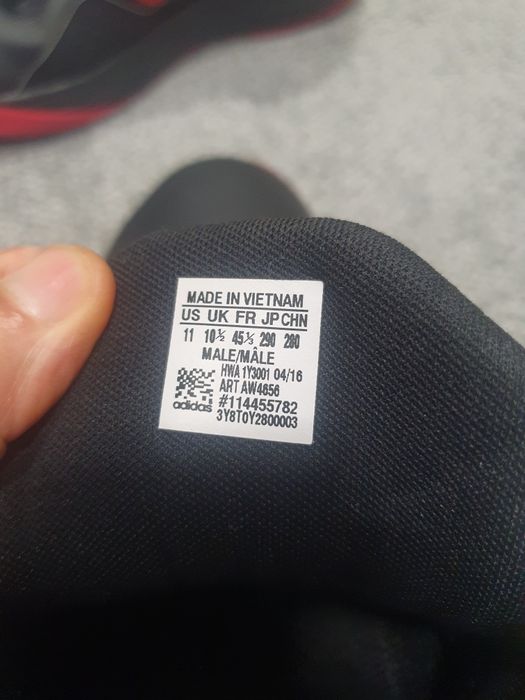 MADE IN VIETNAM
US UK FR JP CHN
11 10½ 45⅓ 290 280
MALE/MÂLE
HWA 1Y3001 04/16
ART AW4656
#114455782
adidas
3Y8T0Y2800003